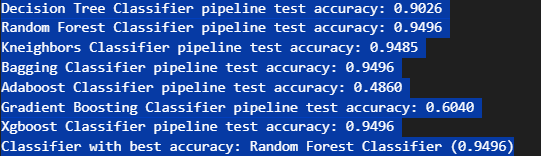 Decision Tree Classifier pipeline test accuracy: 0.9026
Random Forest Classifier pipeline test accuracy: 0.9496
Kneighbors Classifier pipeline test accuracy: 0.9485
Bagging Classifier pipeline test accuracy: 0.9496
Adaboost Classifier pipeline test accuracy: 0.4860
Gradient Boosting Classifier pipeline test accuracy: 0.6040
Xgboost Classifier pipeline test accuracy: 0.9496
Classifier with best accuracy: Random Forest Classifier (0.9496)